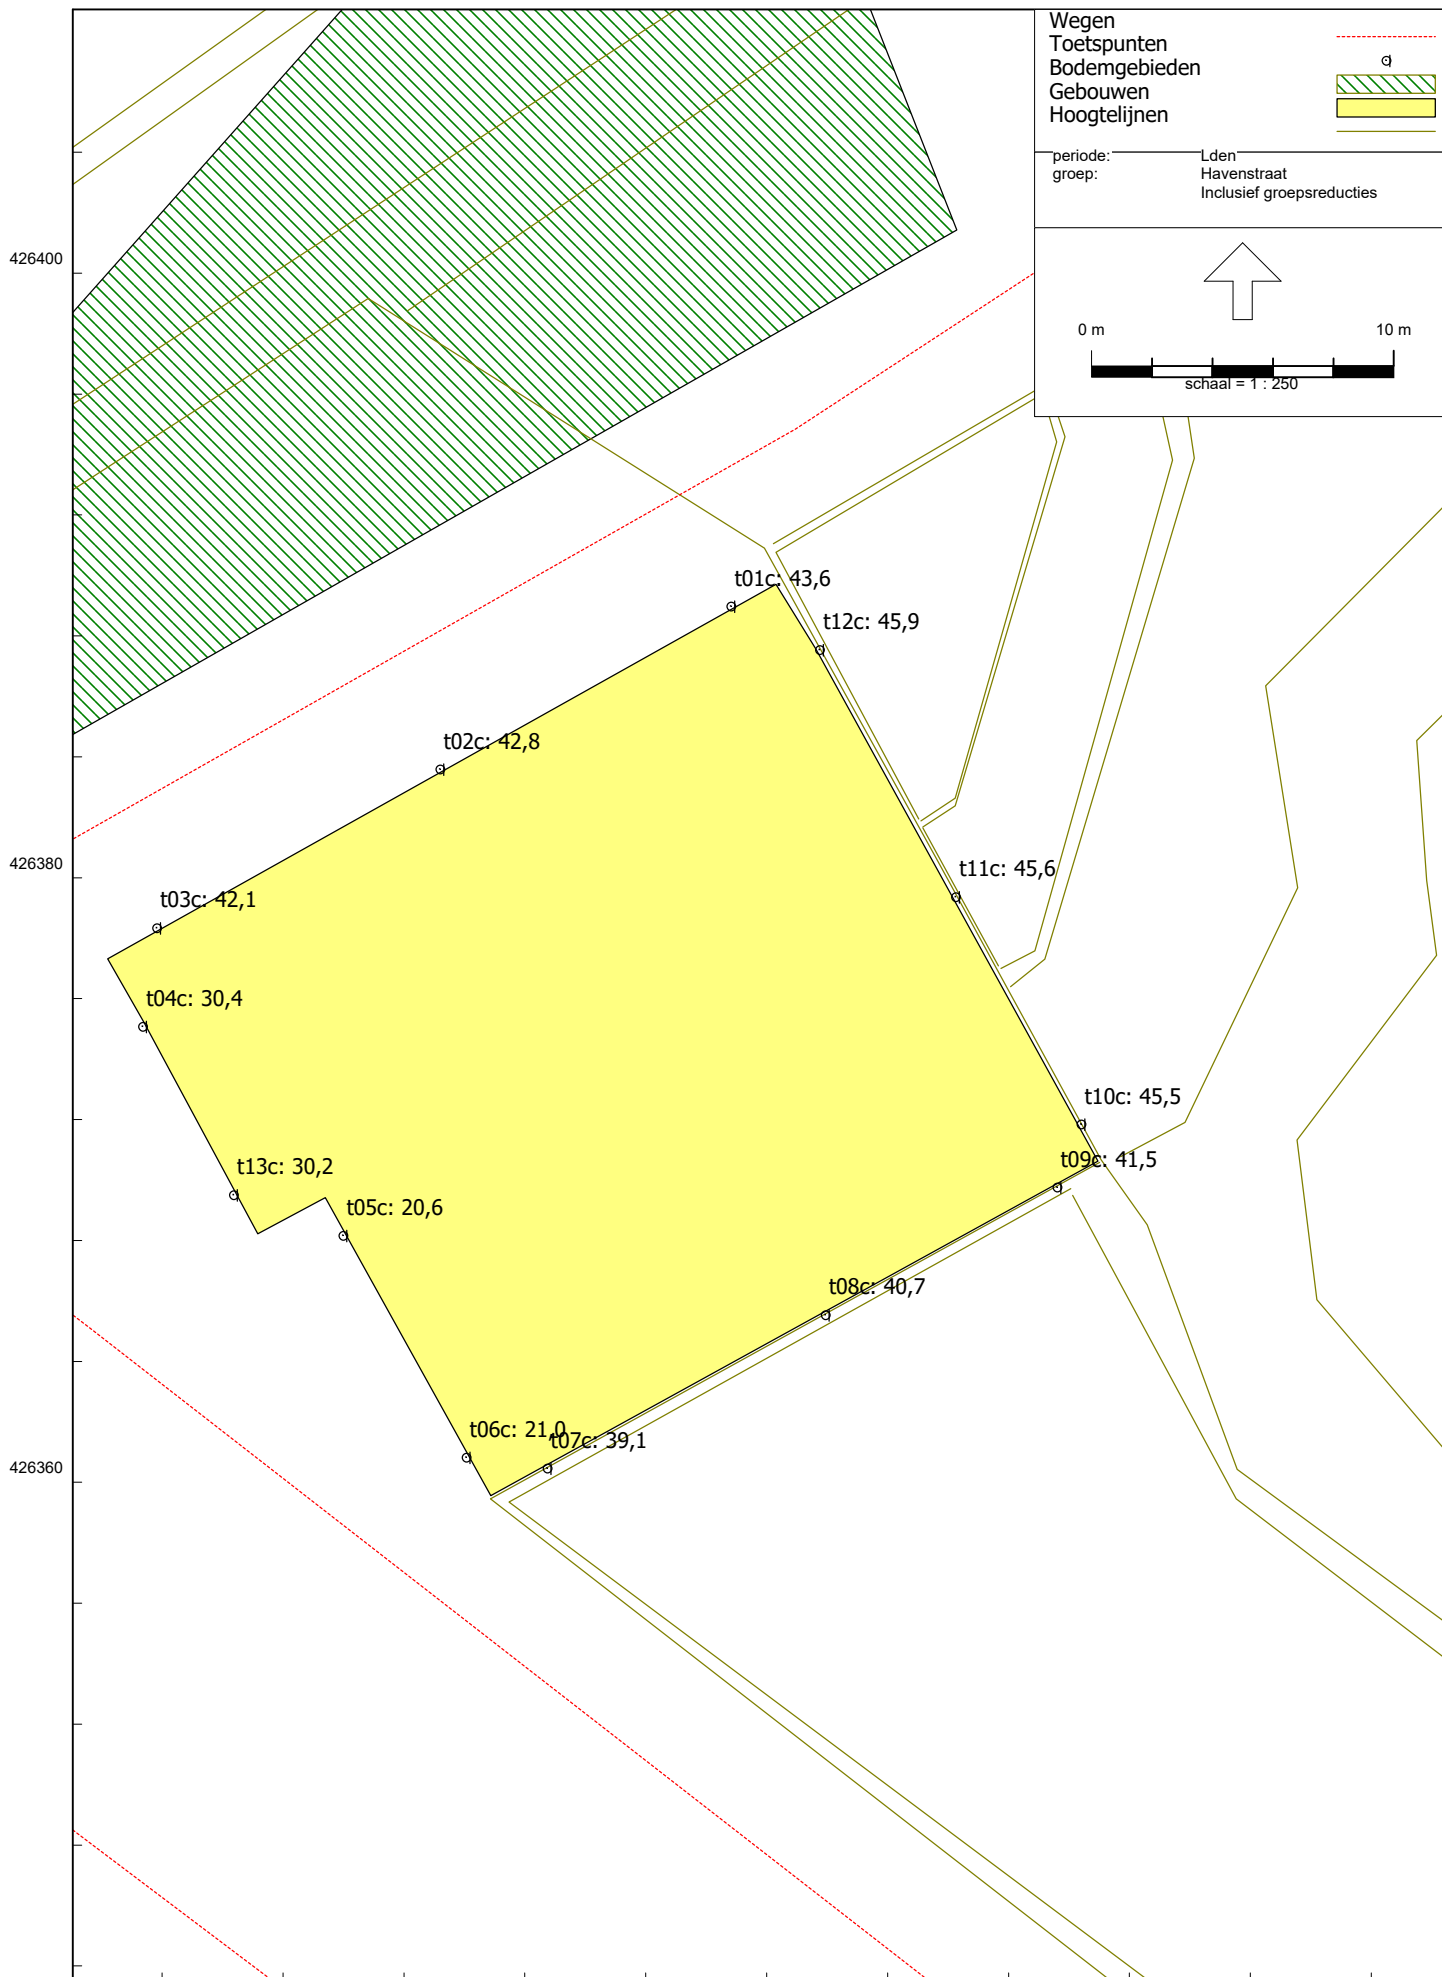 Wegen
Toetspunten
Bodemgebieden
Gebouwen
Hoogtelijnen
periode: Lden
groep: Havenstraat
Inclusief groepsreducties
426400
0 m 10 m
schaal = 1 : 250
t01c: 43,6
t12c: 45,9
t02c: 42,8
426380
t11c: 45,6
t03c: 42,1
t04c: 30,4
t10c: 45,5
t09c: 41,5
t13c: 30,2
t05c: 20,6
t08c: 40,7
t06c: 21,0
t07c: 39,1
426360